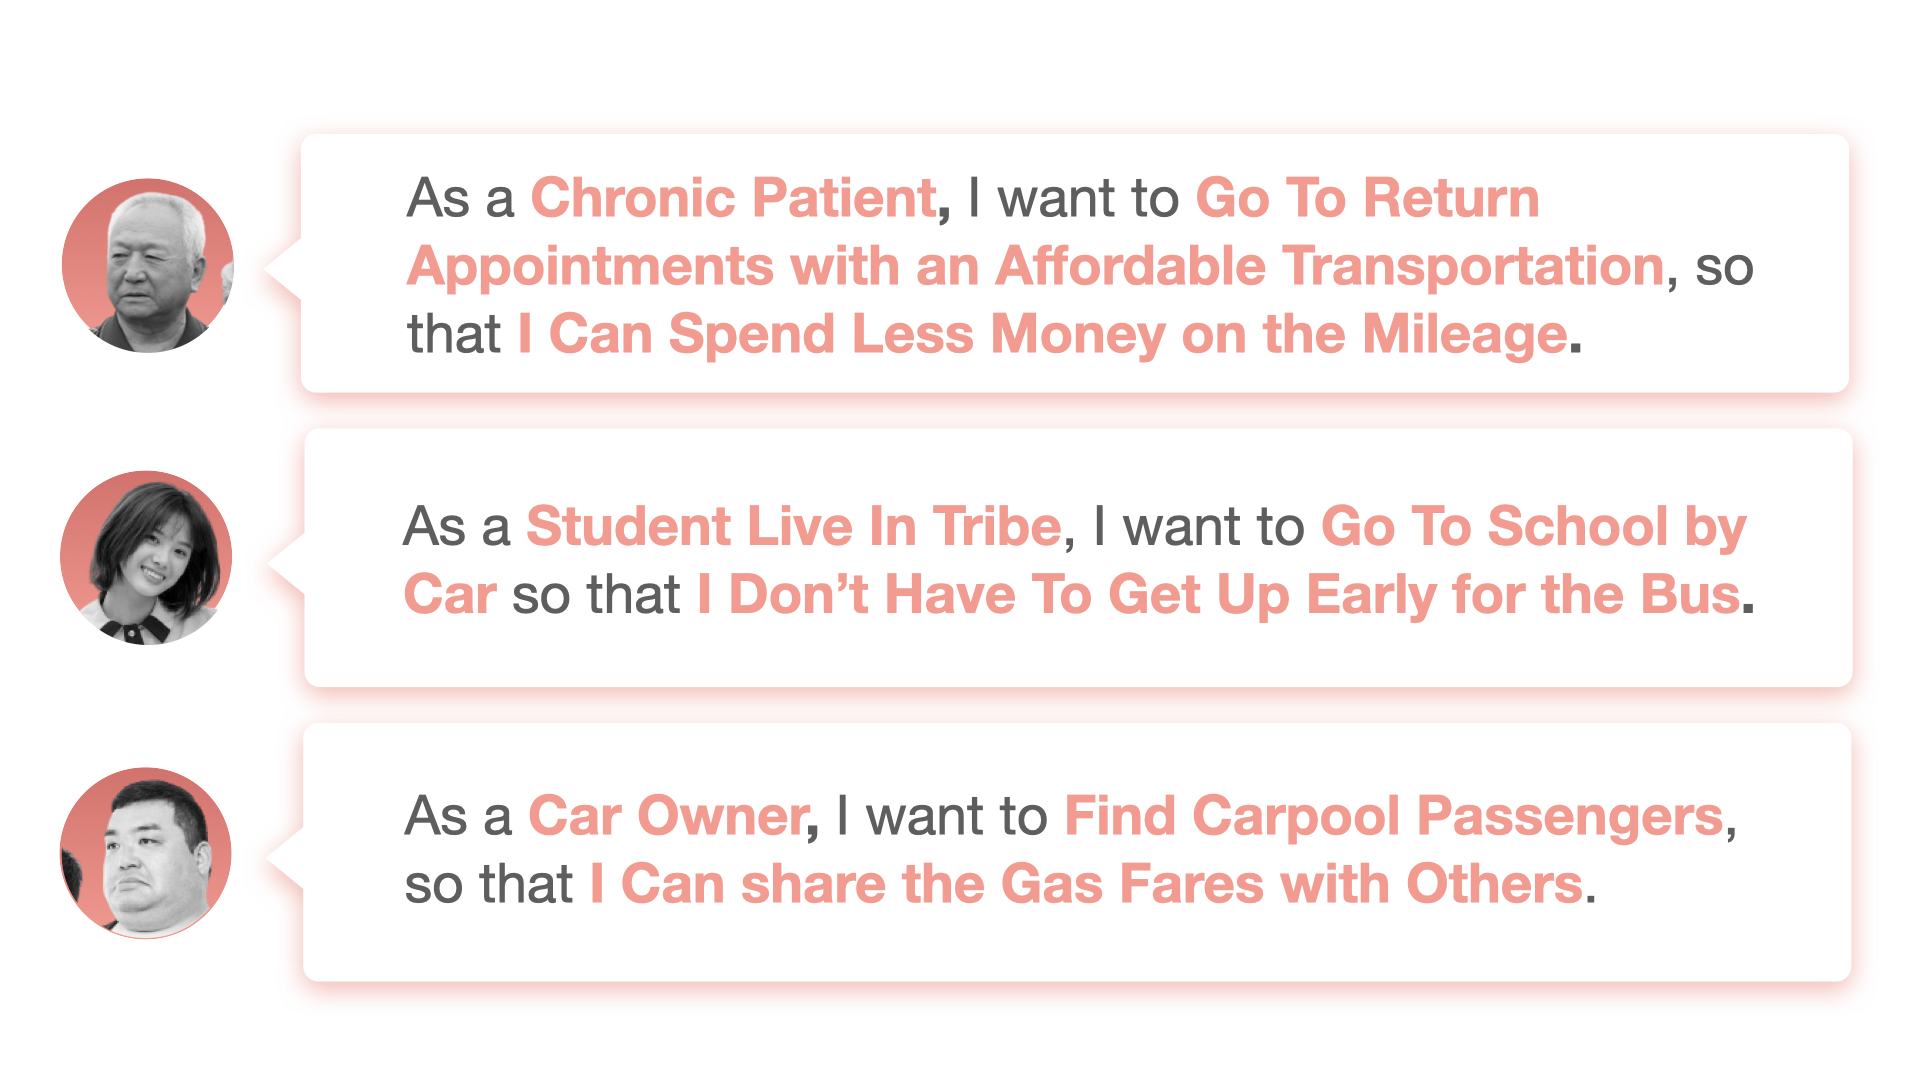 As a Chronic Patient, I want to Go To Return
Appointments with an Affordable Transportation, so
that I Can Spend Less Money on the Mileage.
As a Student Live In Tribe, I want to Go To School by
Car so that I Don’t Have To Get Up Early for the Bus.
As a Car Owner, I want to Find Carpool Passengers,
so that I Can share the Gas Fares with Others.